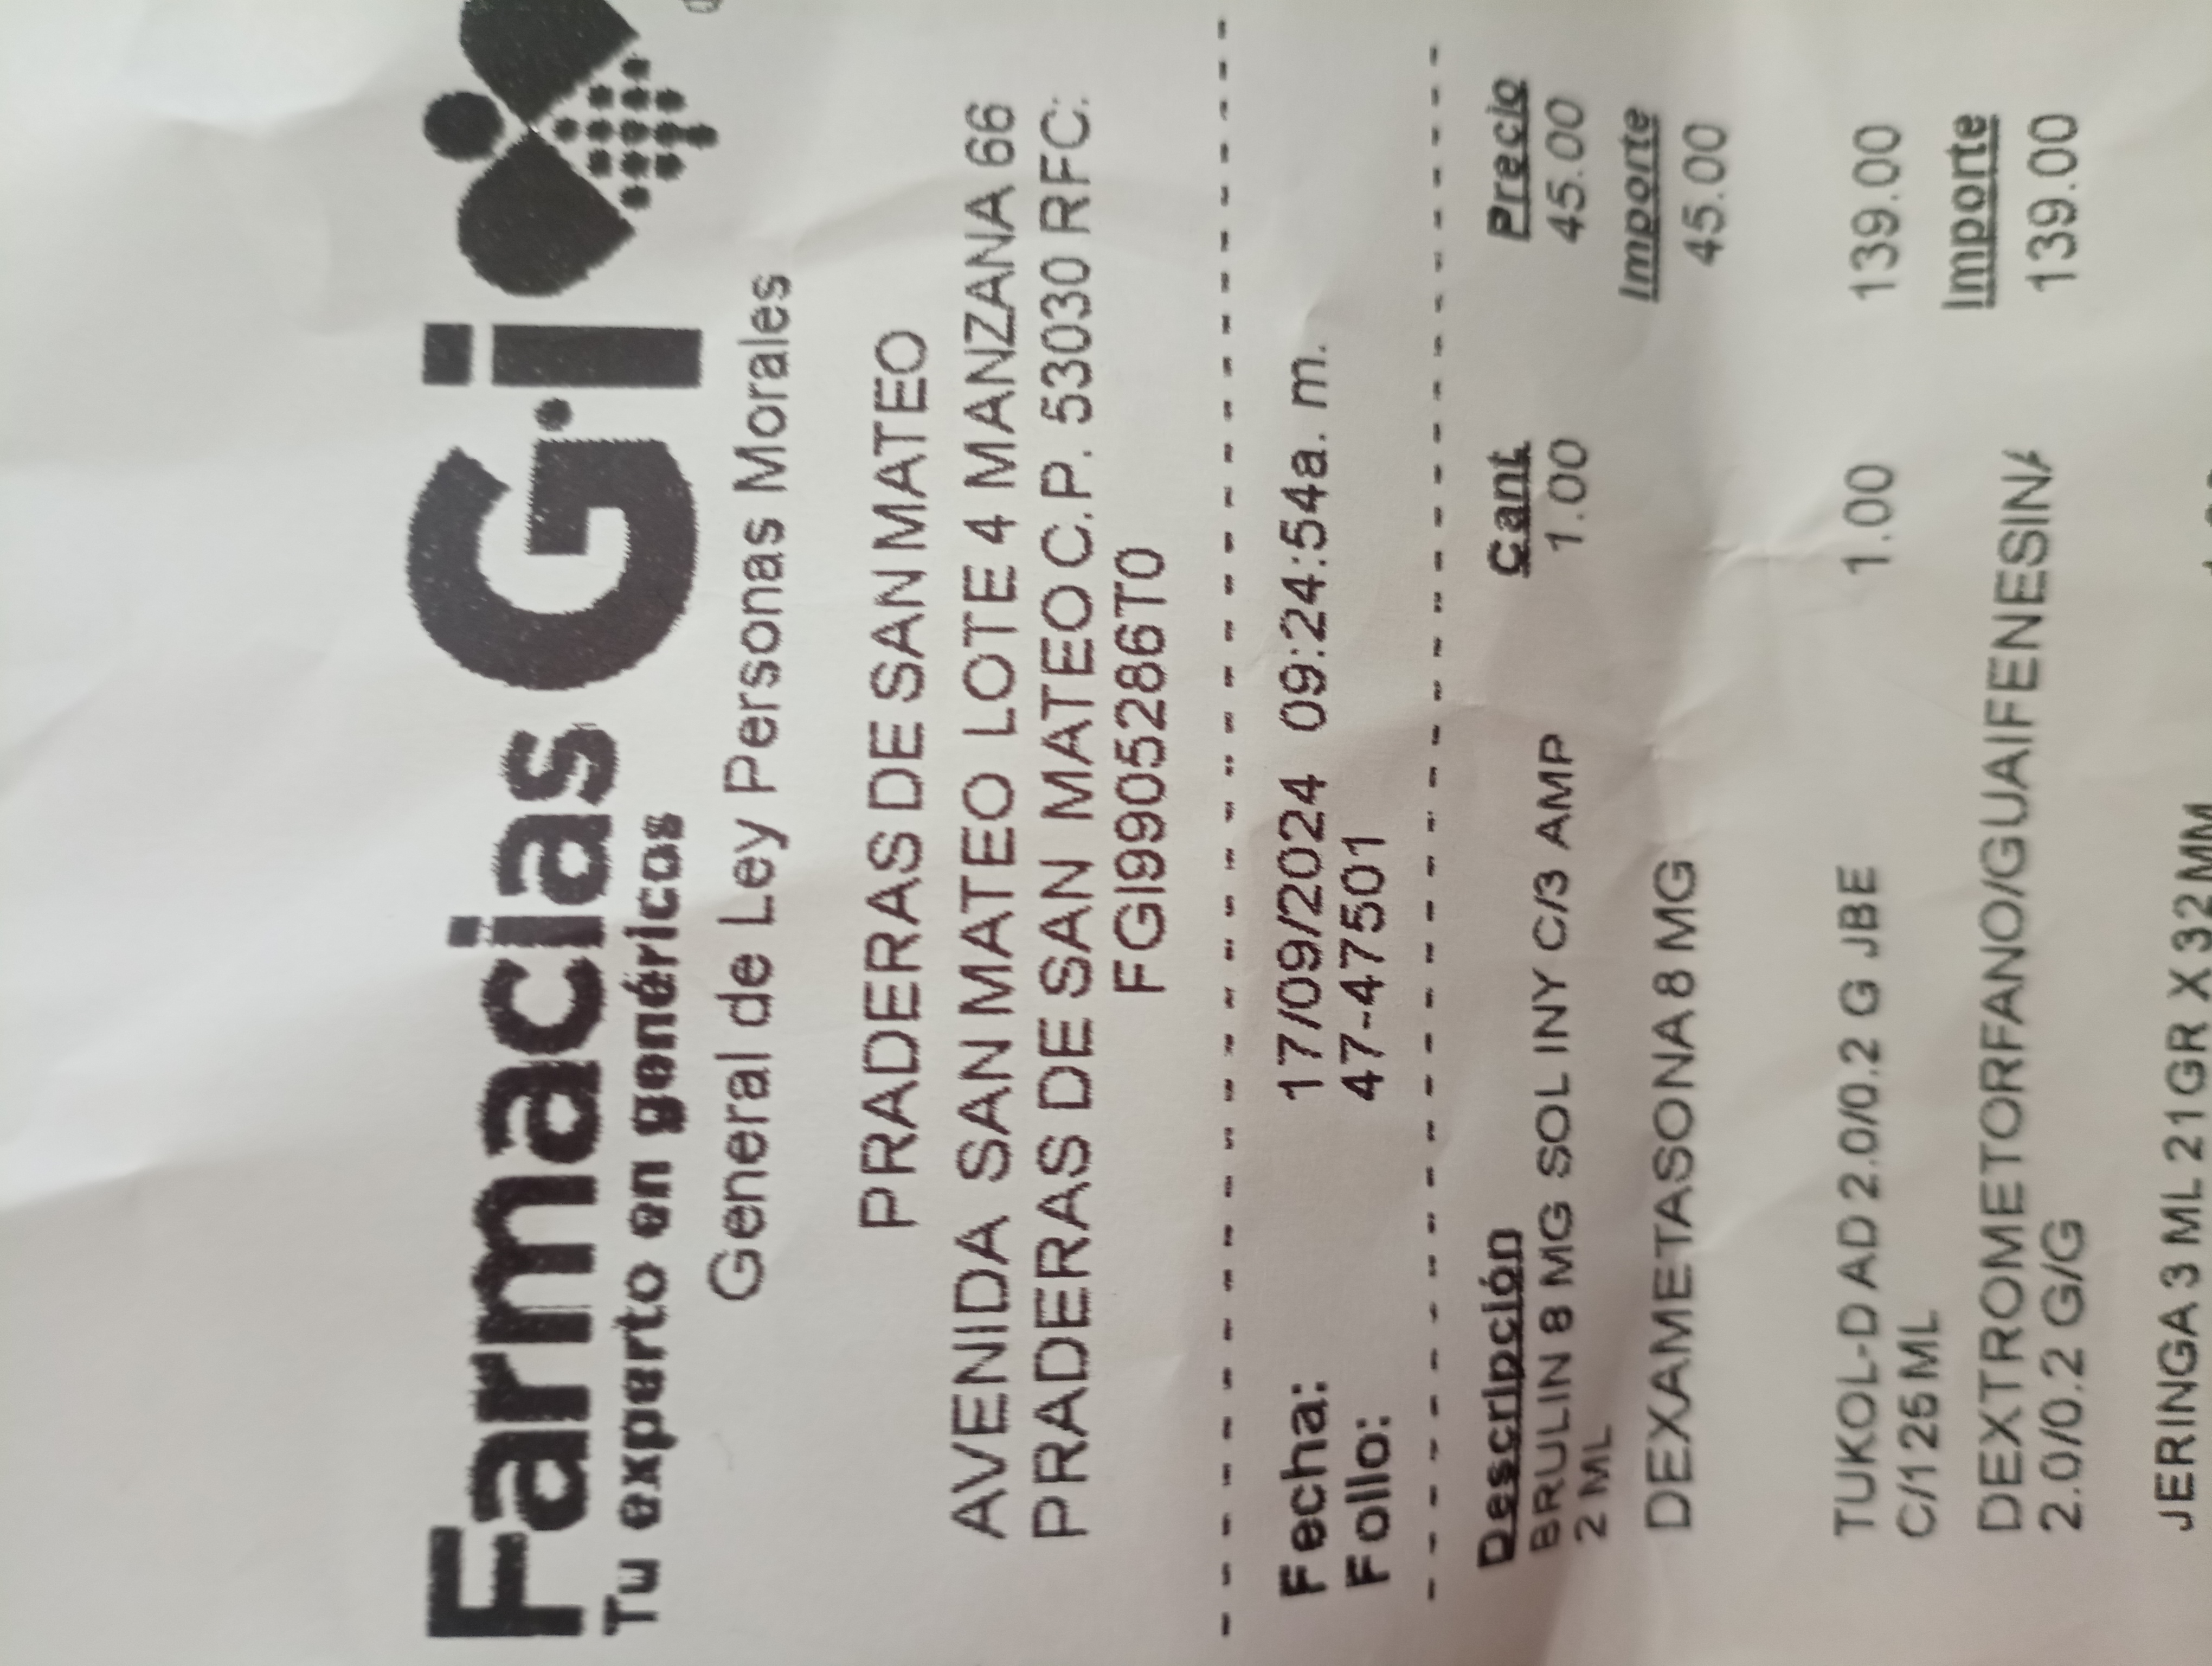 Farmacias G·i
Tu experto en genéricos
General de Ley Personas Morales
PRADERAS DE SAN MATEO
AVENIDA SAN MATEO LOTE 4 MANZANA 66
PRADERAS DE SAN MATEO C.P. 53030 RFC:
FGI9905286T0
Fecha: 17/09/2024 09:24:54a. m.
Folio: 47-47501
Descripción Cant Precio
BRULIN 8 MG SOL INY C/3 AMP 1.00 45.00
2 ML
Importe
DEXAMETASONA 8 MG 45.00
TUKOL-D AD 2.0/0.2 G JBE 1.00 139.00
C/125 ML
Importe
DEXTROMETORFANO/GUAIFENESINA 139.00
2.0/0.2 G/G
JERINGA 3 ML 21 GR X 32 MM